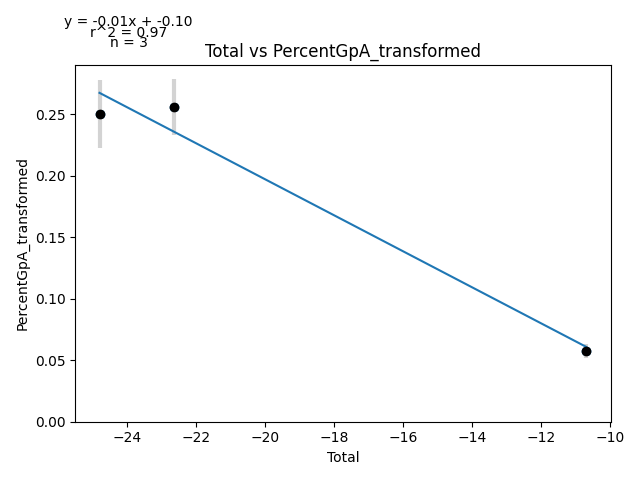 y = -0.01x + -0.10
r^2 = 0.97
n = 3
Total vs PercentGpA_transformed
PercentGpA_transformed
0.25
0.20
0.15
0.10
0.05
0.00
−24
−22
−20
−18
−16
−14
−12
−10
Total